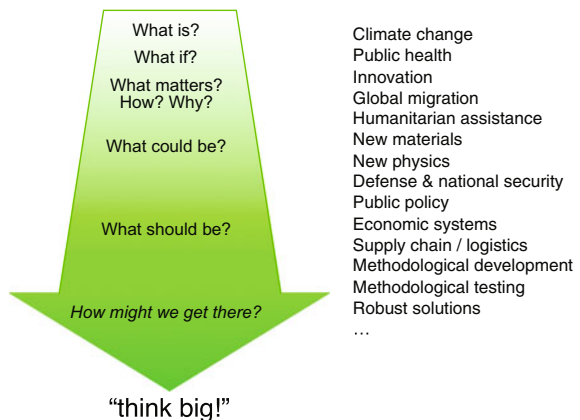 What is?
What if?
What matters?
How? Why?
What could be?
What should be?
How might we get there?
“think big!”
Climate change
Public health
Innovation
Global migration
Humanitarian assistance
New materials
New physics
Defense & national security
Public policy
Economic systems
Supply chain / logistics
Methodological development
Methodological testing
Robust solutions
…